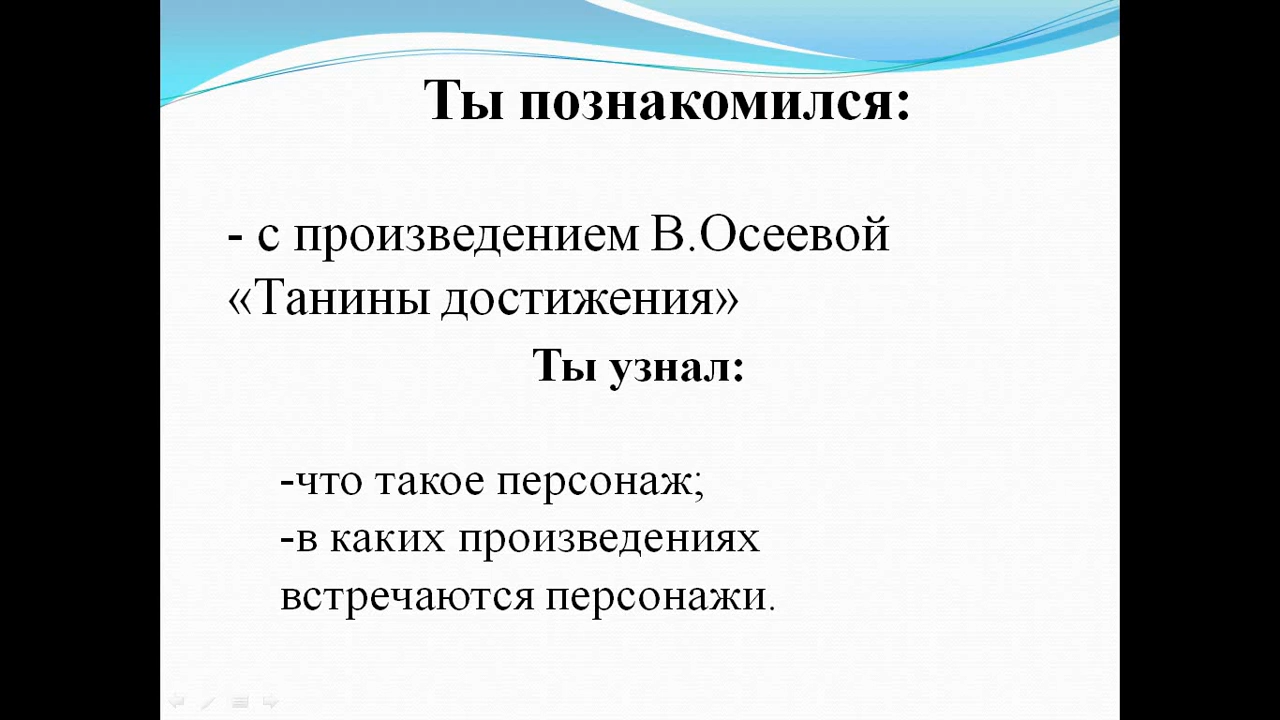 Ты познакомился:
- с произведением В.Осеевой
«Танины достижения»
Ты узнал:
-что такое персонаж;
-в каких произведениях
встречаются персонажи.